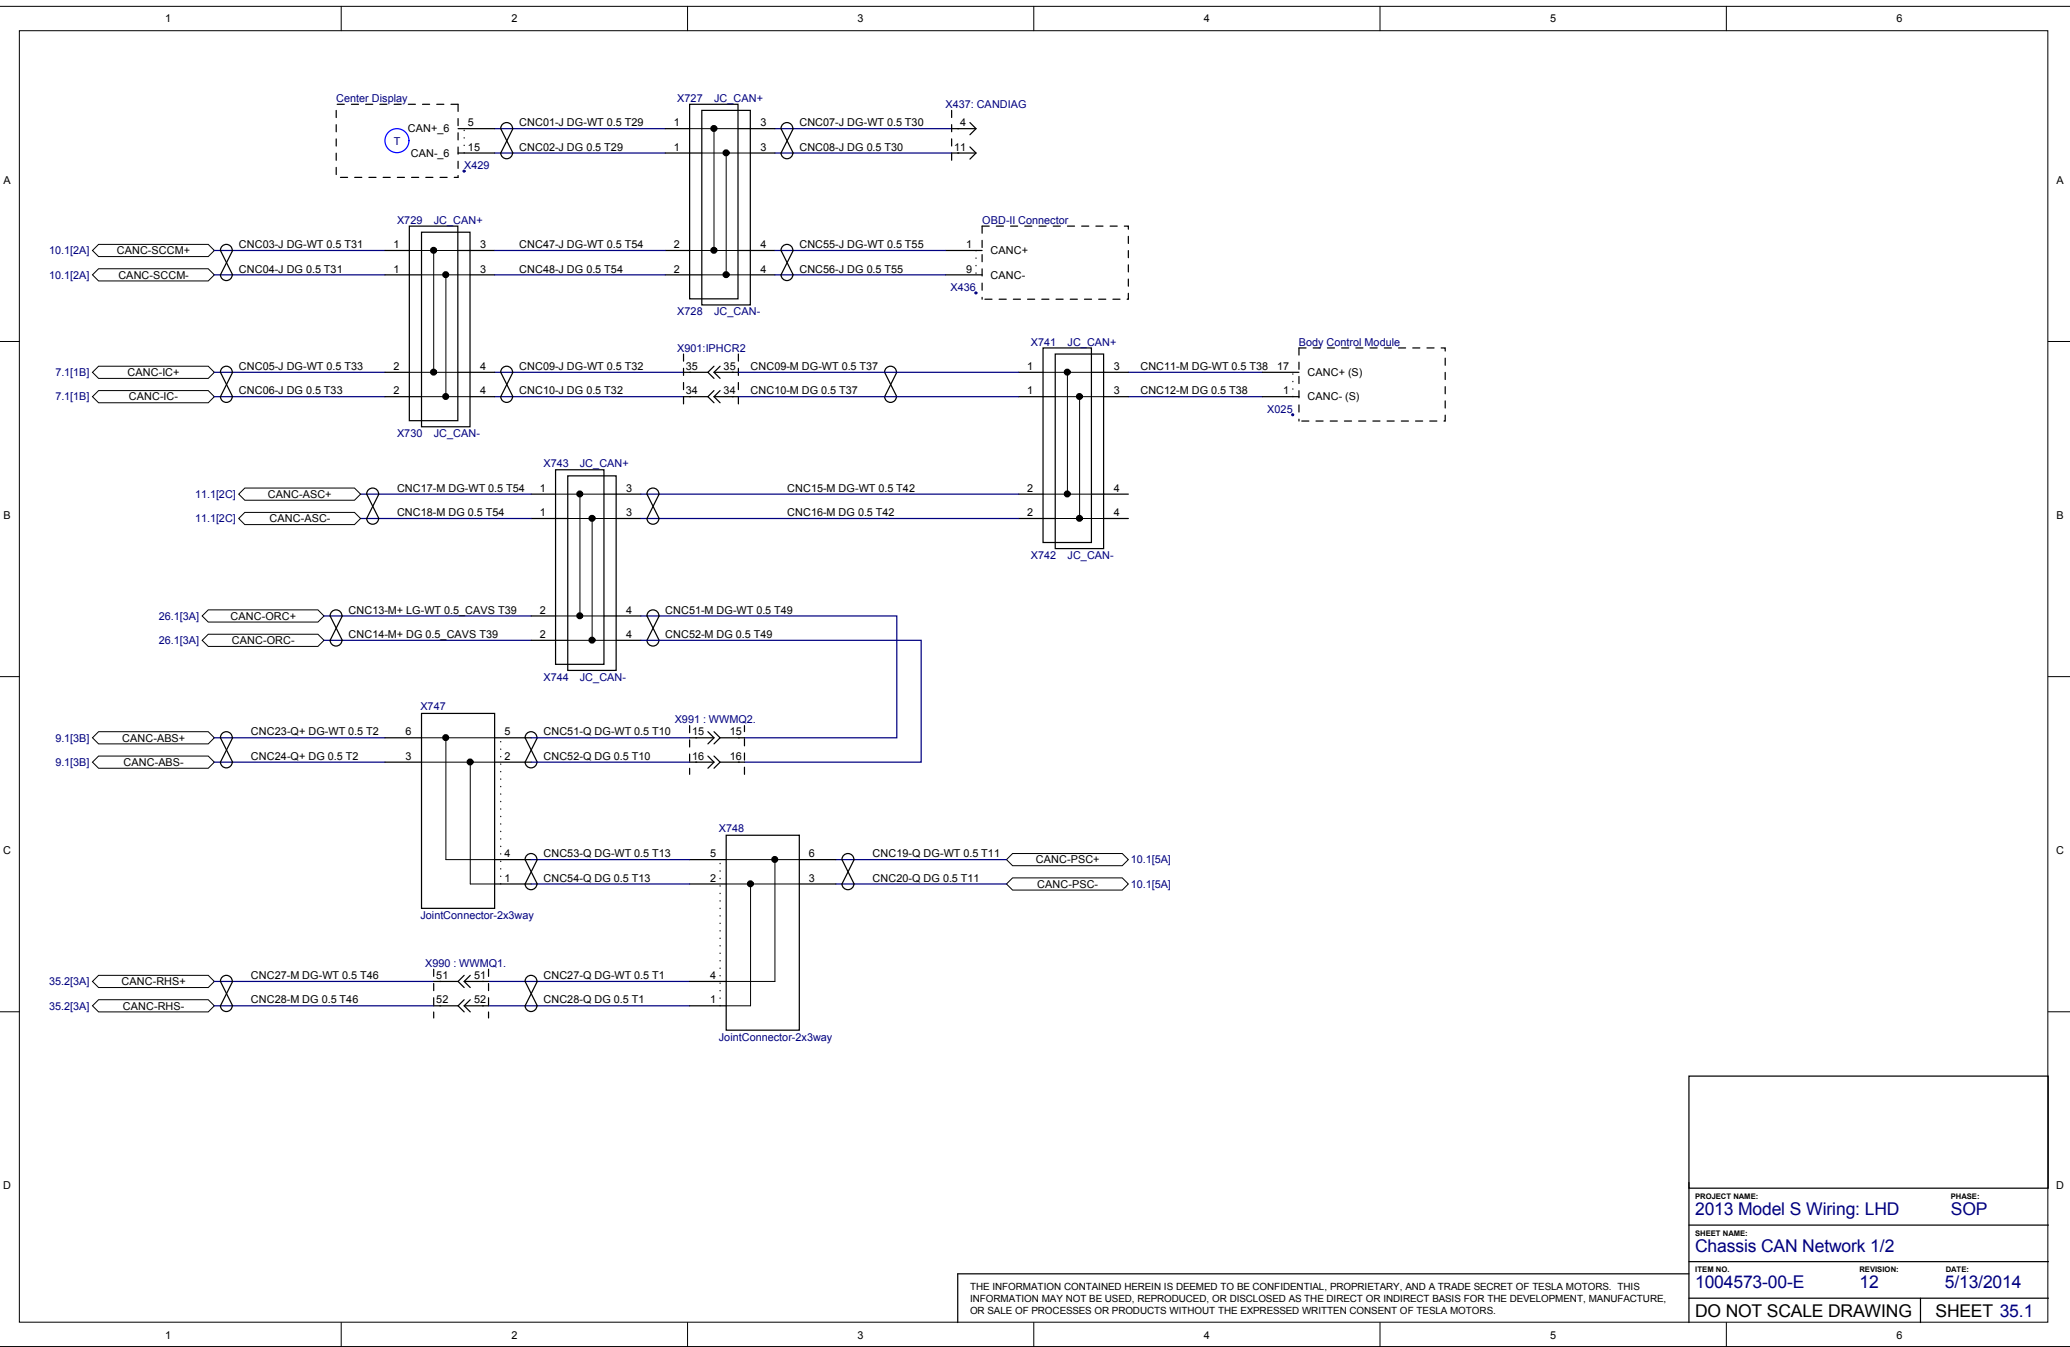 1 2 3 4 5 6
Center Display
X727 JC_CAN+
X437: CANDIAG
CAN+_6 5 CNC01-J DG-WT 0.5 T29 1 3 CNC07-J DG-WT 0.5 T30 4
T
CAN-_6 15 CNC02-J DG 0.5 T29 1 3 CNC08-J DG 0.5 T30 11
X429
A A
X729 JC_CAN+
OBD-II Connector
10.1[2A] CANC-SCCM+ CNC03-J DG-WT 0.5 T31 1 3 CNC47-J DG-WT 0.5 T54 2 4 CNC55-J DG-WT 0.5 T55 1 CANC+
10.1[2A] CANC-SCCM- CNC04-J DG 0.5 T31 1 3 CNC48-J DG 0.5 T54 2 4 CNC56-J DG 0.5 T55 9 CANC-
X436
X728 JC_CAN-
X901:IPHCR2
X741 JC_CAN+
Body Control Module
7.1[1B] CANC-IC+ CNC05-J DG-WT 0.5 T33 2 4 CNC09-J DG-WT 0.5 T32 35 35 CNC09-M DG-WT 0.5 T37 1 3 CNC11-M DG-WT 0.5 T38 17 CANC+ (S)
7.1[1B] CANC-IC- CNC06-J DG 0.5 T33 2 4 CNC10-J DG 0.5 T32 34 34 CNC10-M DG 0.5 T37 1 3 CNC12-M DG 0.5 T38 1 CANC- (S)
X025
X730 JC_CAN-
X743 JC_CAN+
11.1[2C] CANC-ASC+ CNC17-M DG-WT 0.5 T54 1 3 CNC15-M DG-WT 0.5 T42 2 4
11.1[2C] CANC-ASC- CNC18-M DG 0.5 T54 1 3 CNC16-M DG 0.5 T42 2 4
B B
X742 JC_CAN-
26.1[3A] CANC-ORC+ CNC13-M+ LG-WT 0.5_CAVS T39 2 4 CNC51-M DG-WT 0.5 T49
26.1[3A] CANC-ORC- CNC14-M+ DG 0.5_CAVS T39 2 4 CNC52-M DG 0.5 T49
X744 JC_CAN-
X747
X991 : WWMQ2.
9.1[3B] CANC-ABS+ CNC23-Q+ DG-WT 0.5 T2 6 5 CNC51-Q DG-WT 0.5 T10 15 15
9.1[3B] CANC-ABS- CNC24-Q+ DG 0.5 T2 3 2 CNC52-Q DG 0.5 T10 16 16
X748
C C
4 CNC53-Q DG-WT 0.5 T13 5 6 CNC19-Q DG-WT 0.5 T11 CANC-PSC+ 10.1[5A]
1 CNC54-Q DG 0.5 T13 2 3 CNC20-Q DG 0.5 T11 CANC-PSC- 10.1[5A]
JointConnector-2x3way
X990 : WWMQ1.
35.2[3A] CANC-RHS+ CNC27-M DG-WT 0.5 T46 51 51 CNC27-Q DG-WT 0.5 T1 4
35.2[3A] CANC-RHS- CNC28-M DG 0.5 T46 52 52 CNC28-Q DG 0.5 T1 1
JointConnector-2x3way
D D
PROJECT NAME: PHASE:
2013 Model S Wiring: LHD SOP
SHEET NAME:
Chassis CAN Network 1/2
ITEM NO. REVISION: DATE:
1004573-00-E 12 5/13/2014
DO NOT SCALE DRAWING SHEET 35.1
THE INFORMATION CONTAINED HEREIN IS DEEMED TO BE CONFIDENTIAL, PROPRIETARY, AND A TRADE SECRET OF TESLA MOTORS. THIS
INFORMATION MAY NOT BE USED, REPRODUCED, OR DISCLOSED AS THE DIRECT OR INDIRECT BASIS FOR THE DEVELOPMENT, MANUFACTURE,
OR SALE OF PROCESSES OR PRODUCTS WITHOUT THE EXPRESSED WRITTEN CONSENT OF TESLA MOTORS.
1 2 3 4 5 6